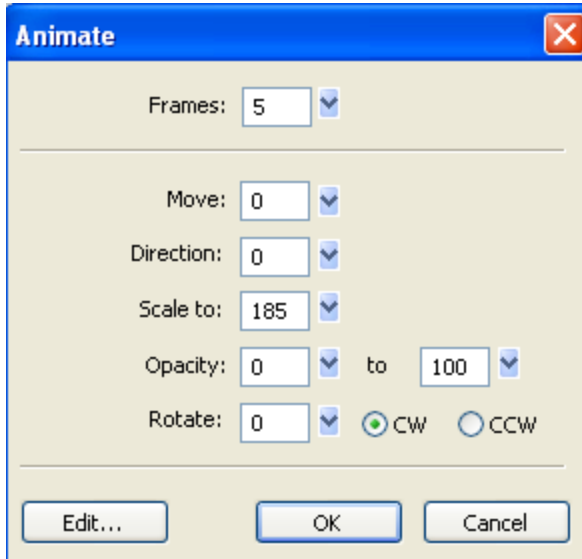 Animate
Frames: 5
Move: 0
Direction: 0
Scale to: 185
Opacity: 0 to 100
Rotate: 0 CW CCW
Edit... OK Cancel